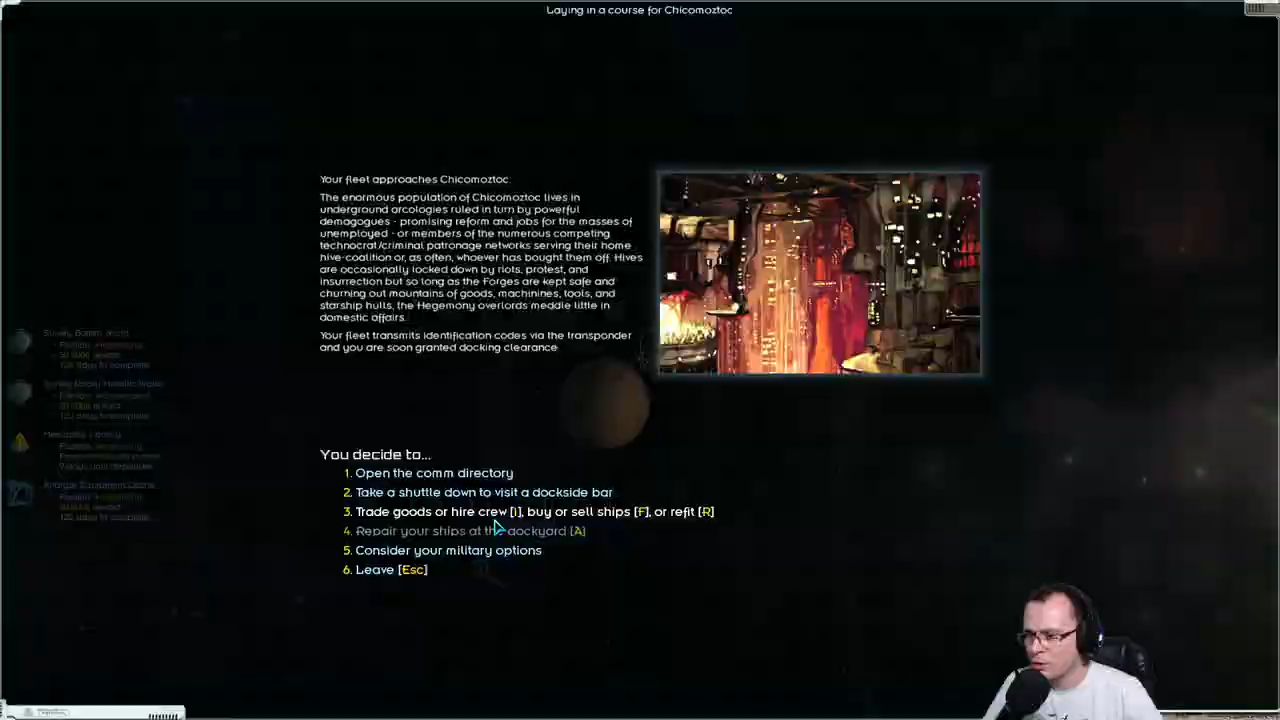 Laying in a course for Chicomoztoc
Your fleet approaches Chicomoztoc.
The enormous population of Chicomoztoc lives in
underground arcologies ruled in turn by powerful
demagogues - promising reform and jobs for the masses of
unemployed - or members of the numerous competing
technocrat/criminal patronage networks serving their home
hive-coalition or, as often, whoever has bought them off. Hives
are occasionally locked down by riots, protest, and
insurrection but so long as the Forges are kept safe and
churning out mountains of goods, machines, tools, and
starship hulls, the Hegemony overlords meddle little in
domestic affairs.
Your fleet transmits identification codes via the transponder
and you are soon granted docking clearance.
You decide to...
1. Open the comm directory
2. Take a shuttle down to visit a dockside bar
3. Trade goods or hire crew [I], buy or sell ships [F], or refit [R]
4. Repair your ships at the dockyard [A]
5. Consider your military options
6. Leave [Esc]